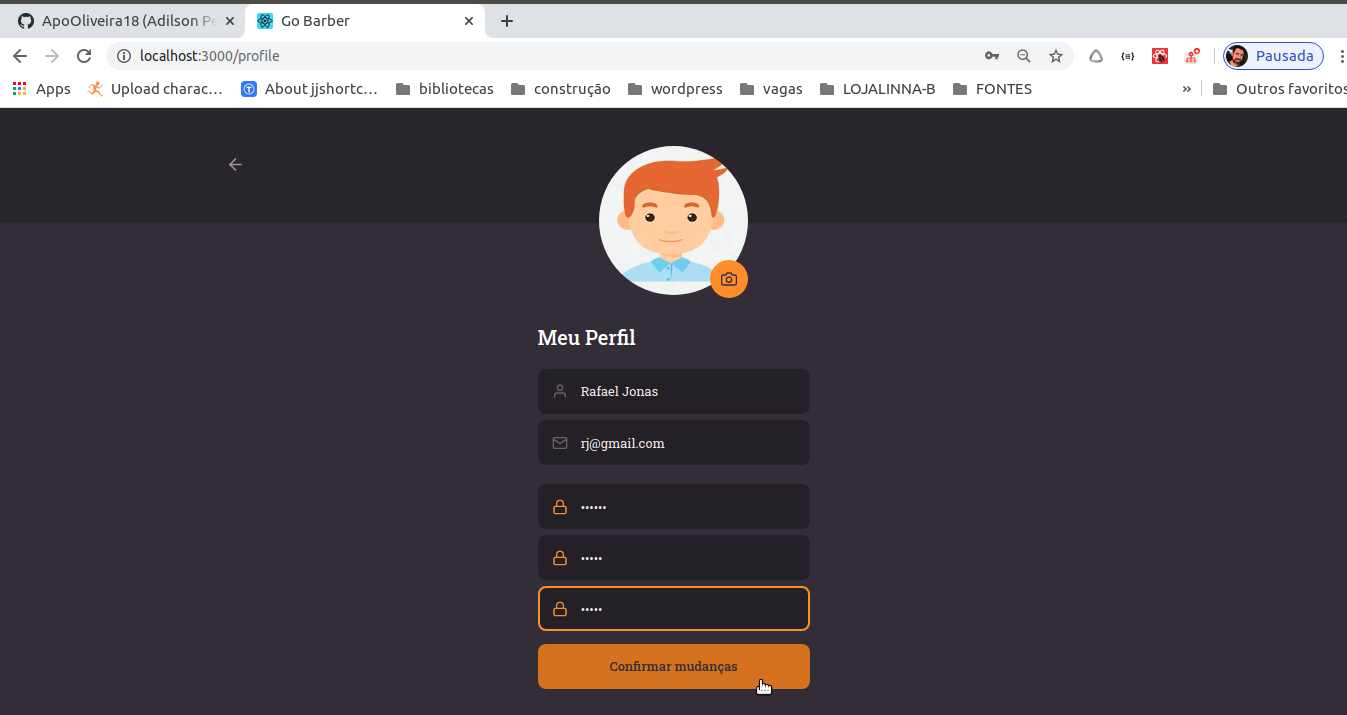 ApoOliveira18 (Adilson Pe
Go Barber
localhost:3000/profile
Pausada
Apps
Upload charac…
About jjshortc…
bibliotecas
construção
wordpress
vagas
LOJALINNA-B
FONTES
»
Outros favoritos
Meu Perfil
Rafael Jonas
rj@gmail.com
••••••
•••••
•••••
Confirmar mudanças